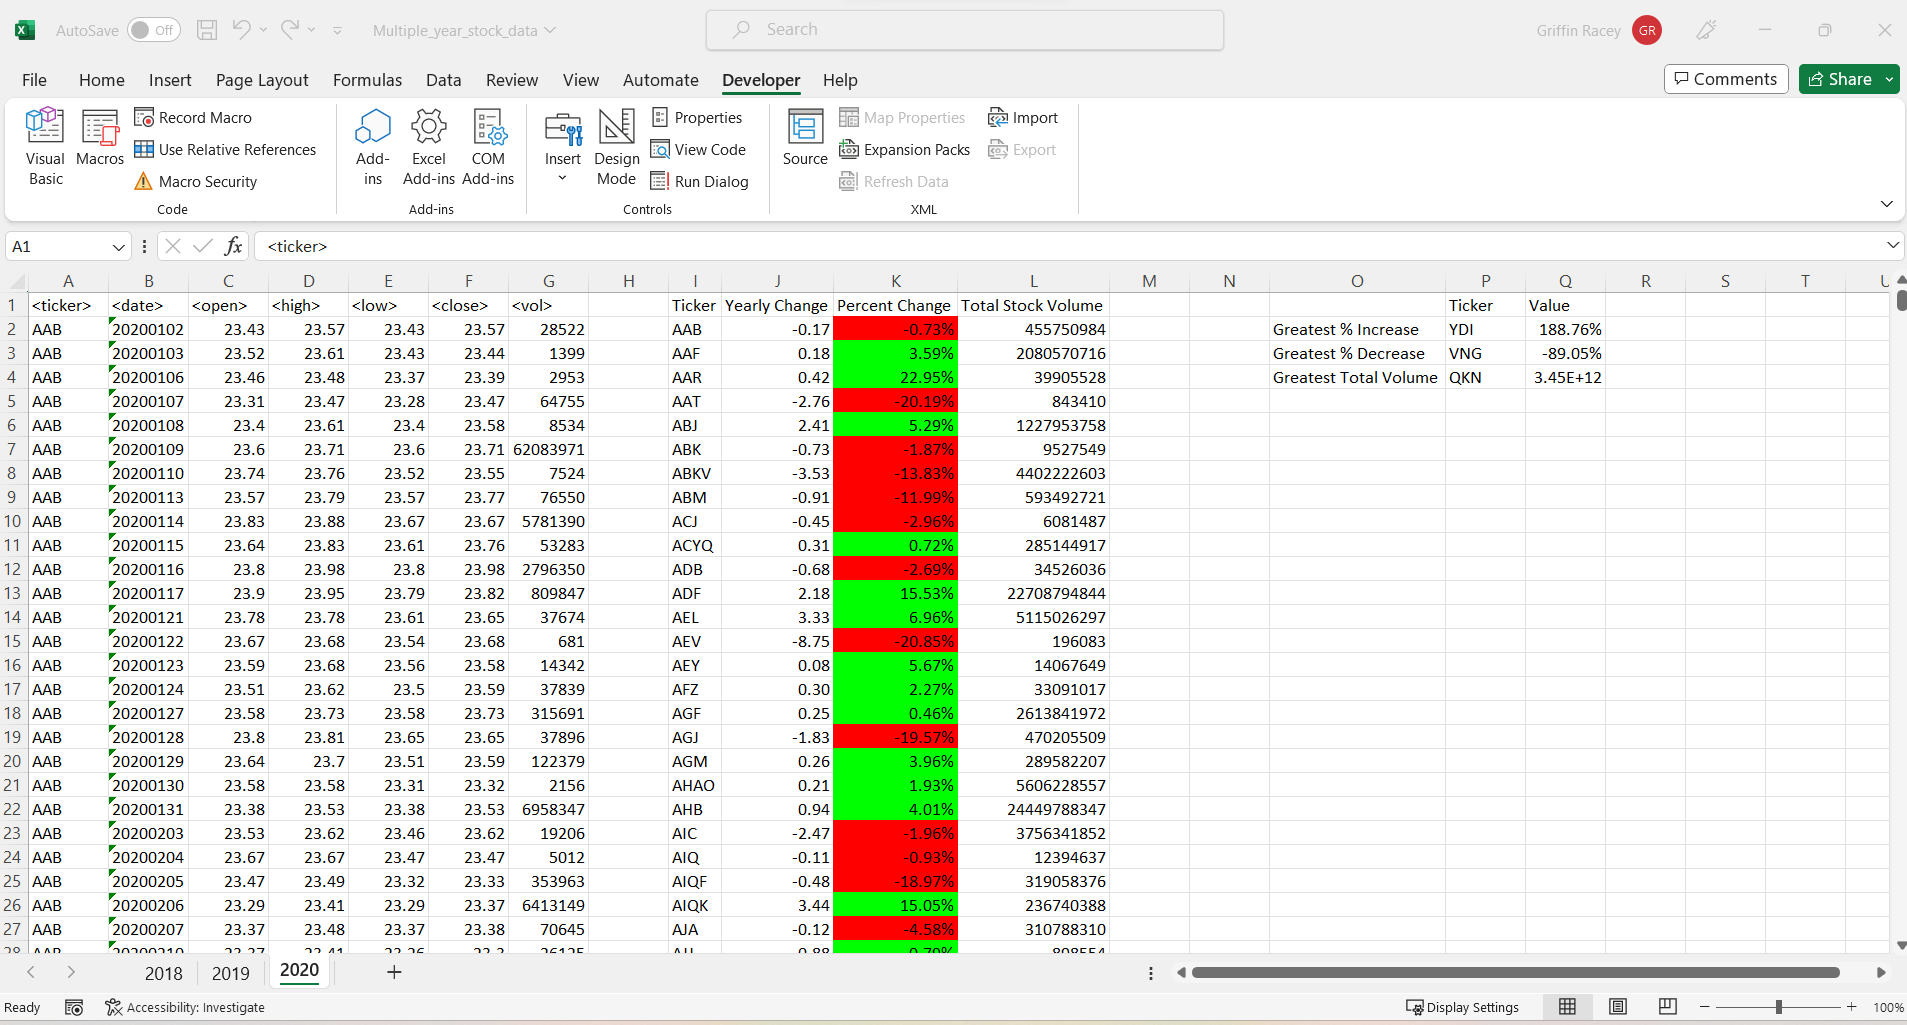 AutoSave Off Multiple_year_stock_data Search Griffin Racey GR
File Home Insert Page Layout Formulas Data Review View Automate Developer Help Comments Share
Visual Basic
Macros
Record Macro
Use Relative References
Macro Security
Code
Add-ins
Excel Add-ins
COM Add-ins
Add-ins
Insert
Design Mode
Properties
View Code
Run Dialog
Controls
Source
Map Properties
Expansion Packs
Refresh Data
Import
Export
XML
A1 fx <ticker>
A B C D E F G H I J K L M N O P Q R S T U
1 <ticker> <date> <open> <high> <low> <close> <vol> Ticker Yearly Change Percent Change Total Stock Volume Ticker Value
2 AAB 20200102 23.43 23.57 23.43 23.57 28522 AAB -0.17 -0.73% 455750984 Greatest % Increase YDI 188.76%
3 AAB 20200103 23.52 23.61 23.43 23.44 1399 AAF 0.18 3.59% 2080570716 Greatest % Decrease VNG -89.05%
4 AAB 20200106 23.46 23.48 23.37 23.39 2953 AAR 0.42 22.95% 39905528 Greatest Total Volume QKN 3.45E+12
5 AAB 20200107 23.31 23.47 23.28 23.47 64755 AAT -2.76 -20.19% 843410
6 AAB 20200108 23.4 23.61 23.4 23.58 8534 ABJ 2.41 5.29% 1227953758
7 AAB 20200109 23.6 23.71 23.6 23.71 62083971 ABK -0.73 -1.87% 9527549
8 AAB 20200110 23.74 23.76 23.52 23.55 7524 ABKV -3.53 -13.83% 4402222603
9 AAB 20200113 23.57 23.79 23.57 23.77 76550 ABM -0.91 -11.99% 593492721
10 AAB 20200114 23.83 23.88 23.67 23.67 5781390 ACJ -0.45 -2.96% 6081487
11 AAB 20200115 23.64 23.83 23.61 23.76 53283 ACYQ 0.31 0.72% 285144917
12 AAB 20200116 23.8 23.98 23.8 23.98 2796350 ADB -0.68 -2.69% 34526036
13 AAB 20200117 23.9 23.95 23.79 23.82 809847 ADF 2.18 15.53% 22708794844
14 AAB 20200121 23.78 23.78 23.61 23.65 37674 AEL 3.33 6.96% 5115026297
15 AAB 20200122 23.67 23.68 23.54 23.68 681 AEV -8.75 -20.85% 196083
16 AAB 20200123 23.59 23.68 23.56 23.58 14342 AEY 0.08 5.67% 14067649
17 AAB 20200124 23.51 23.62 23.5 23.59 37839 AFZ 0.30 2.27% 33091017
18 AAB 20200127 23.58 23.73 23.58 23.73 315691 AGF 0.25 0.46% 2613841972
19 AAB 20200128 23.8 23.81 23.65 23.65 37896 AGJ -1.83 -19.57% 470205509
20 AAB 20200129 23.64 23.7 23.51 23.59 122379 AGM 0.26 3.96% 289582207
21 AAB 20200130 23.58 23.58 23.31 23.32 2156 AHAO 0.21 1.93% 5606228557
22 AAB 20200131 23.38 23.53 23.38 23.53 6958347 AHB 0.94 4.01% 24449788347
23 AAB 20200203 23.53 23.62 23.46 23.62 19206 AIC -2.47 -1.96% 3756341852
24 AAB 20200204 23.67 23.67 23.47 23.47 5012 AIQ -0.11 -0.93% 12394637
25 AAB 20200205 23.47 23.49 23.32 23.33 353963 AIQF -0.48 -18.97% 319058376
26 AAB 20200206 23.29 23.41 23.29 23.37 6413149 AIQK 3.44 15.05% 236740388
27 AAB 20200207 23.37 23.48 23.37 23.38 70645 AJA -0.12 -4.58% 310788310
2018 2019 2020
Ready Accessibility: Investigate Display Settings 100%